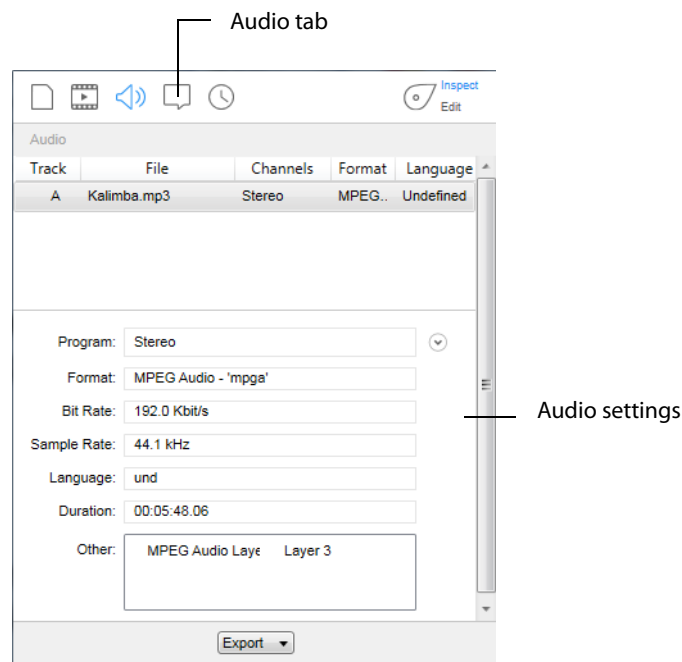 Audio tab
Inspect
Edit
Audio
Track File Channels Format Language
A Kalimba.mp3 Stereo MPEG.. Undefined
Program: Stereo
Format: MPEG Audio - 'mpga'
Bit Rate: 192.0 Kbit/s
Audio settings
Sample Rate: 44.1 kHz
Language: und
Duration: 00:05:48.06
Other: MPEG Audio Laye Layer 3
Export